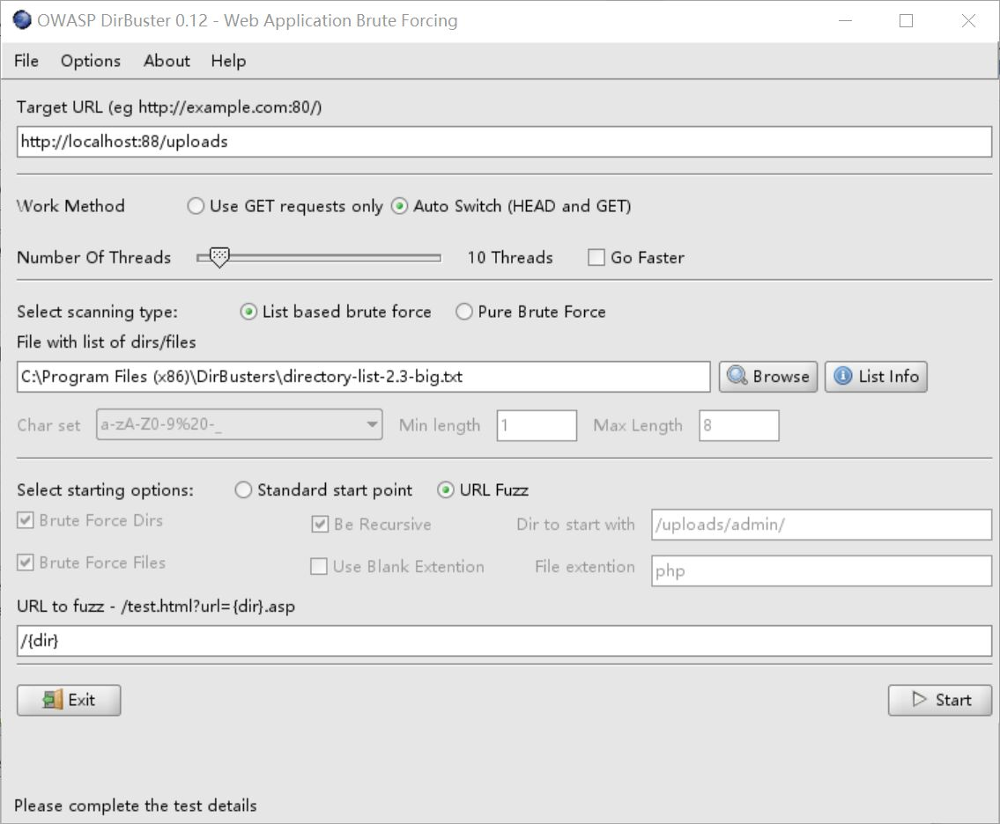 OWASP DirBuster 0.12 - Web Application Brute Forcing
File Options About Help
Target URL (eg http://example.com:80/)
http://localhost:88/uploads
Work Method Use GET requests only Auto Switch (HEAD and GET)
Number Of Threads 10 Threads Go Faster
Select scanning type: List based brute force Pure Brute Force
File with list of dirs/files
C:\Program Files (x86)\DirBusters\directory-list-2.3-big.txt Browse List Info
Char set a-zA-Z0-9%20-_ Min length 1 Max Length 8
Select starting options: Standard start point URL Fuzz
Brute Force Dirs Be Recursive Dir to start with /uploads/admin/
Brute Force Files Use Blank Extention File extention php
URL to fuzz - /test.html?url={dir}.asp
/{dir}
Exit Start
Please complete the test details